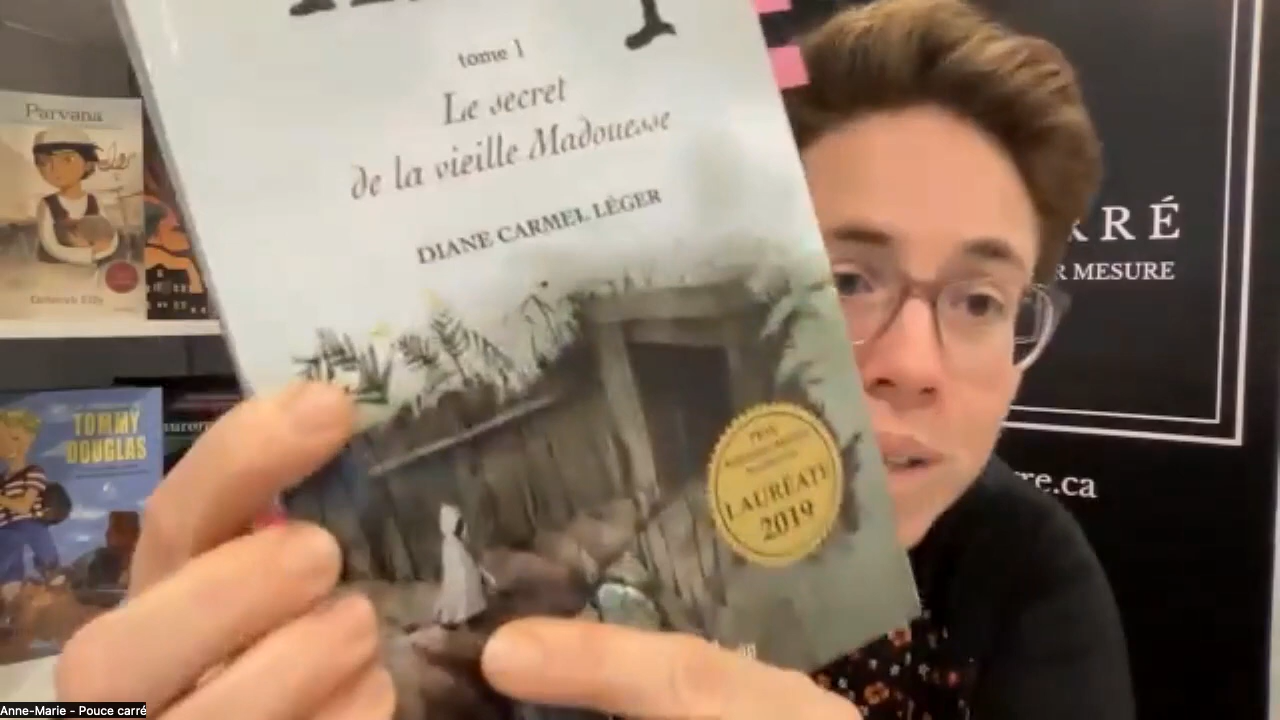 tome 1
Le secret
de la vieille Madouesse
DIANE CARMEL LÉGER
LAURÉATE
2019
Parvana
TOMMY
DOUGLAS
RRÉ
R MESURE
re.ca
Anne-Marie - Pouce carré